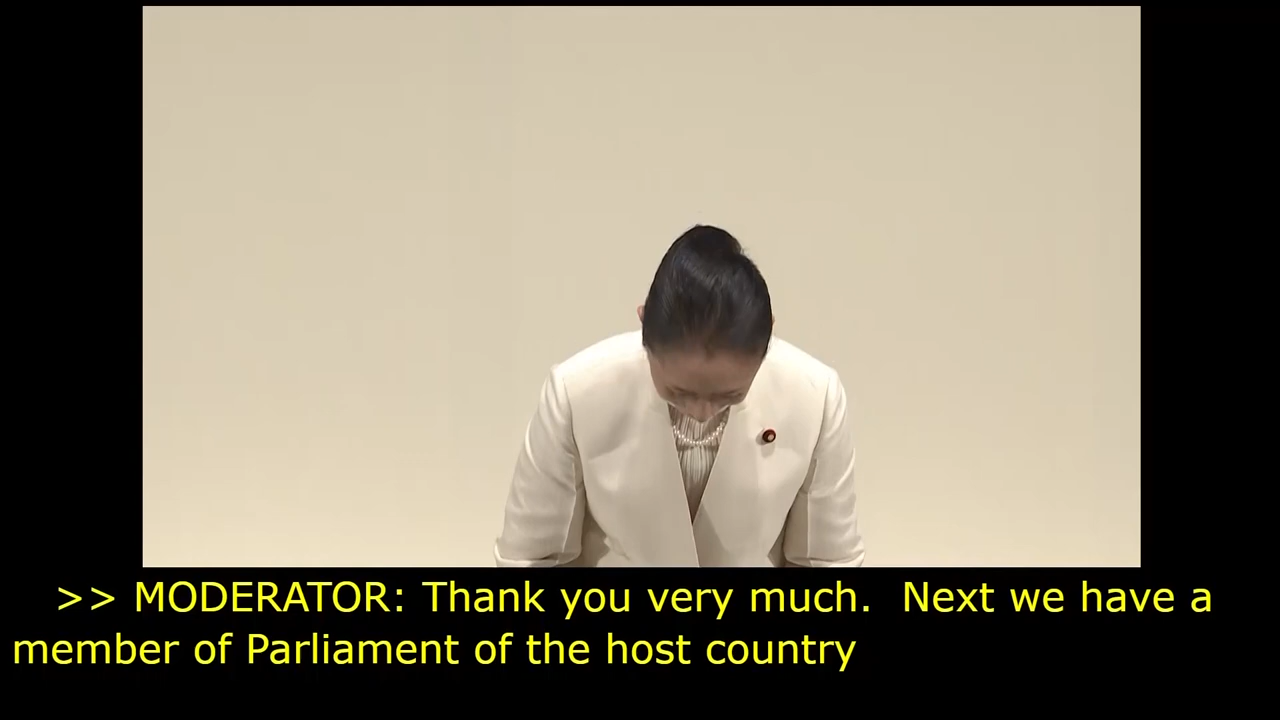 >> MODERATOR: Thank you very much.  Next we have a
member of Parliament of the host country